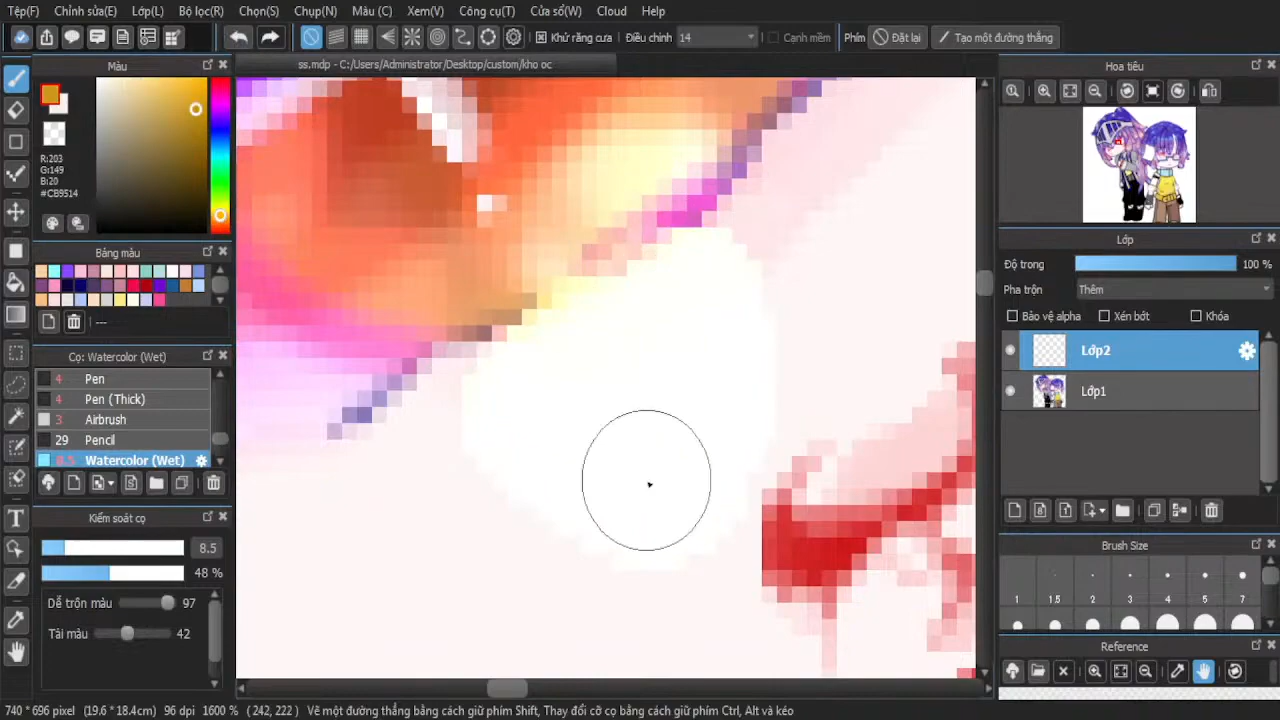 Tệp(F) Chỉnh sửa(E) Lớp(L) Bộ lọc(R) Chọn(S) Chụp(N) Màu (C) Xem(V) Công cụ(T) Cửa sổ(W) Cloud Help
Khử răng cưa Điều chỉnh 14 Cạnh mềm Phím Đặt lại Tạo một đường thẳng
Màu
ss.mdp - C:/Users/Administrator/Desktop/custom/kho oc
Hoa tiêu
R:203
G:149
B:20
#CB9514
Bảng màu
---
Cọ: Watercolor (Wet)
4 Pen
4 Pen (Thick)
3 Airbrush
29 Pencil
8.5 Watercolor (Wet)
Kiểm soát cọ
8.5
48 %
Dễ trộn màu 97
Tải màu 42
Lớp
Độ trong 100 %
Pha trộn Thêm
Bảo vệ alpha Xén bớt Khóa
Lớp2
Lớp1
Brush Size
1 1.5 2 3 4 5 7
Reference
740 * 696 pixel (19.6 * 18.4cm) 96 dpi 1600 % ( 242, 222 ) Vẽ một đường thẳng bằng cách giữ phím Shift, Thay đổi cỡ cọ bằng cách giữ phím Ctrl, Alt và kéo